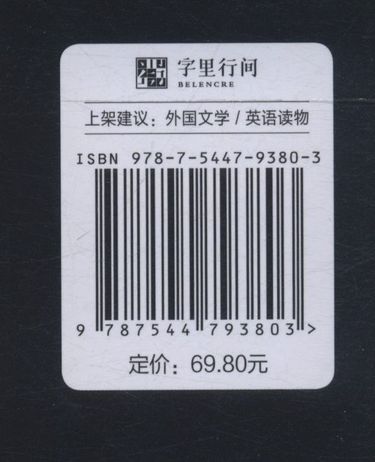 字里行间
BELENCRE
上架建议：外国文学 / 英语读物
ISBN 978-7-5447-9380-3
9 787544 793803 >
定价：69.80元